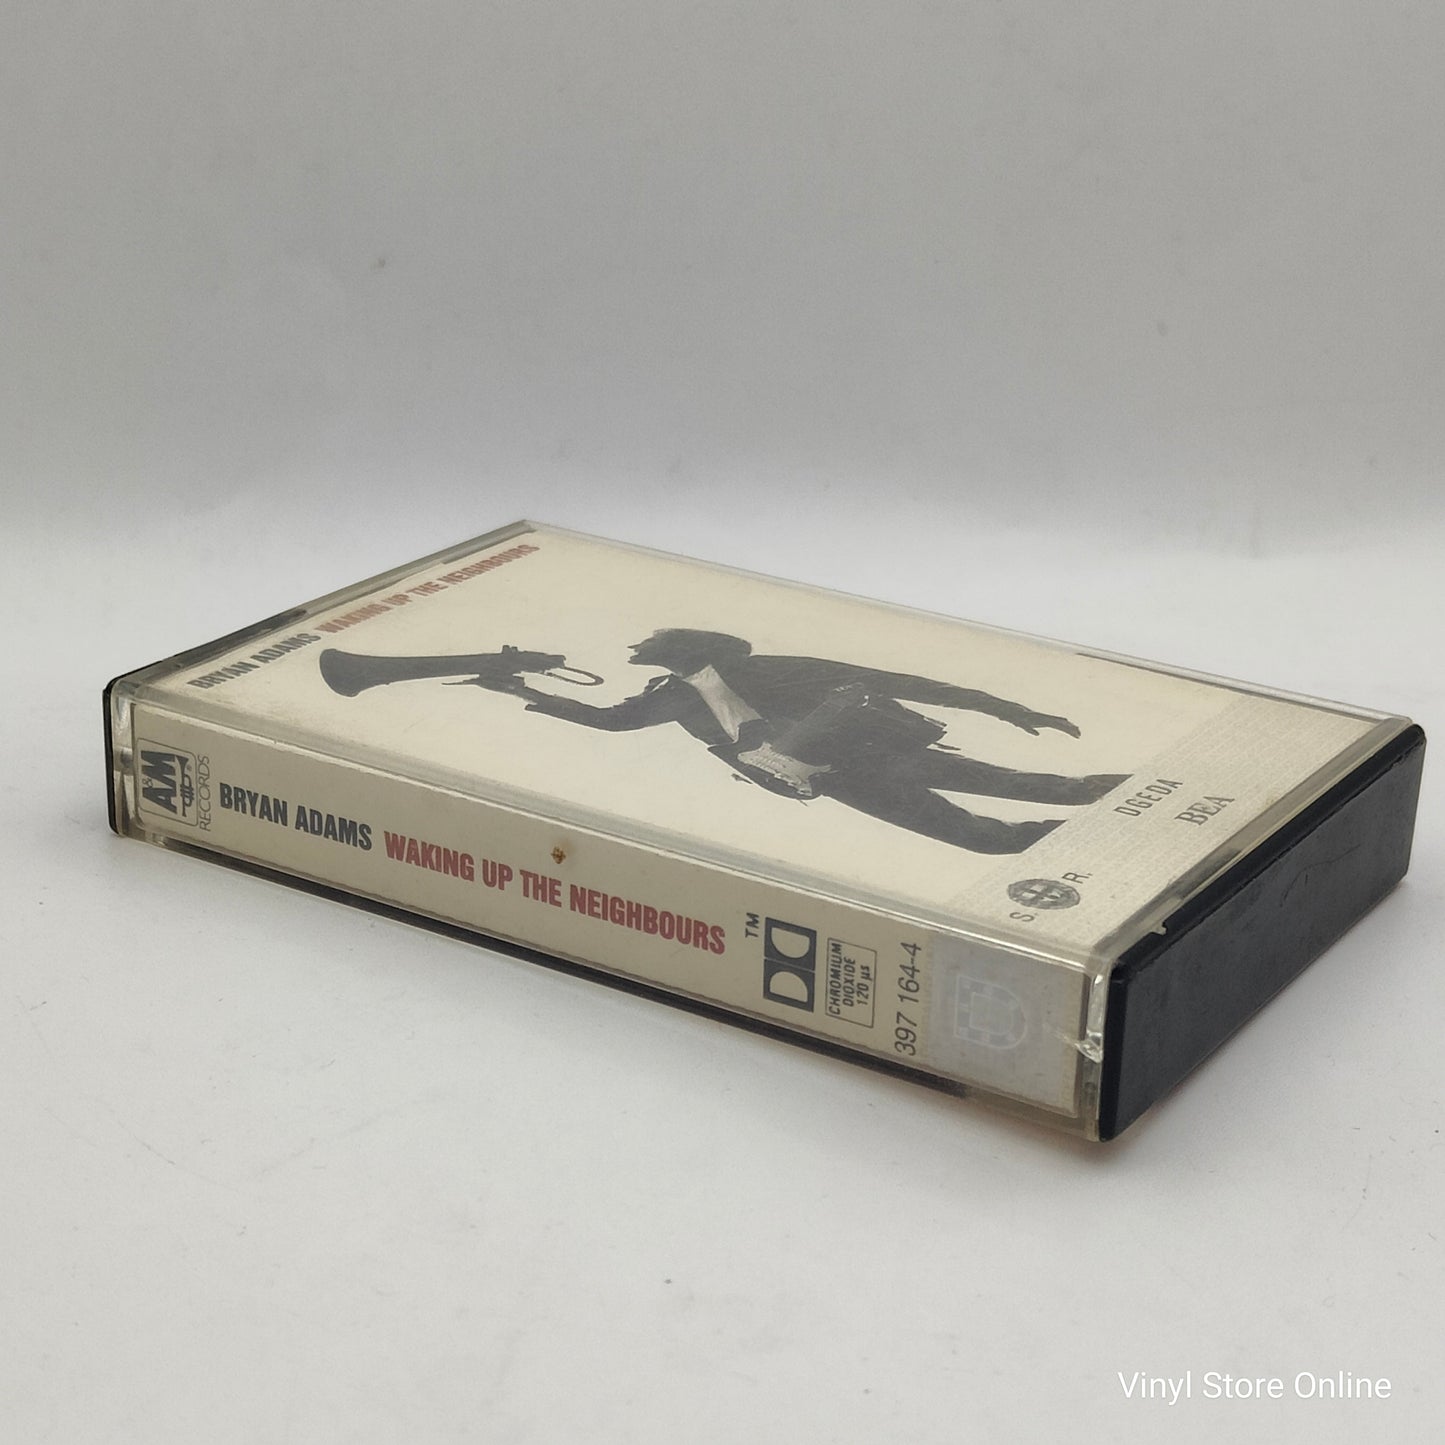 BRYAN ADAMS WAKING UP THE NEIGHBOURS
DGEDA
BEA
S R.
A&M
RECORDS
BRYAN ADAMS WAKING UP THE NEIGHBOURS
TM
CHROMIUM
DIOXIDE
120 µs
397 164-4
Vinyl Store Online